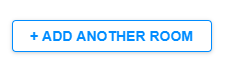 + ADD ANOTHER ROOM